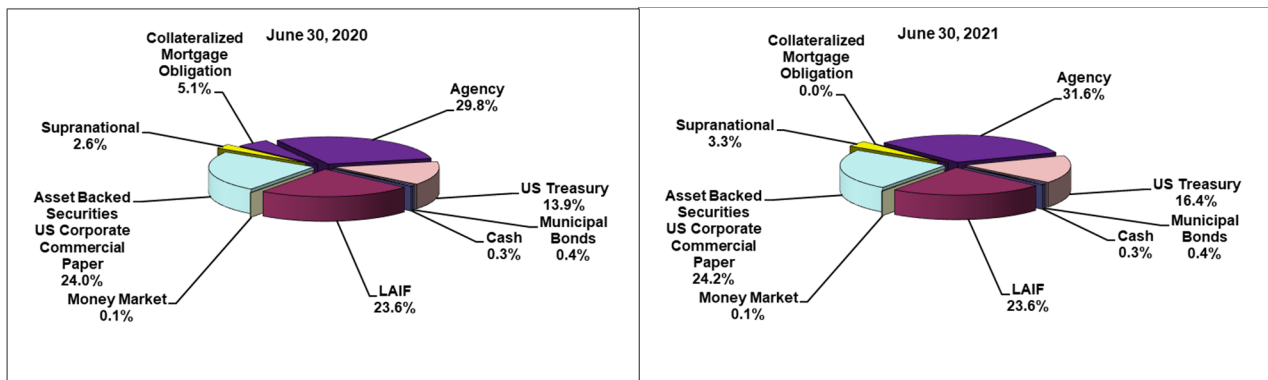 June 30, 2020
Collateralized
Mortgage
Obligation
5.1%
Agency
29.8%
Supranational
2.6%
Asset Backed
Securities
US Corporate
Commercial
Paper
24.0%
US Treasury
13.9%
Municipal
Bonds
0.4%
Cash
0.3%
LAIF
23.6%
Money Market
0.1%
June 30, 2021
Collateralized
Mortgage
Obligation
0.0%
Agency
31.6%
Supranational
3.3%
Asset Backed
Securities
US Corporate
Commercial
Paper
24.2%
US Treasury
16.4%
Municipal
Bonds
0.4%
Cash
0.3%
LAIF
23.6%
Money Market
0.1%